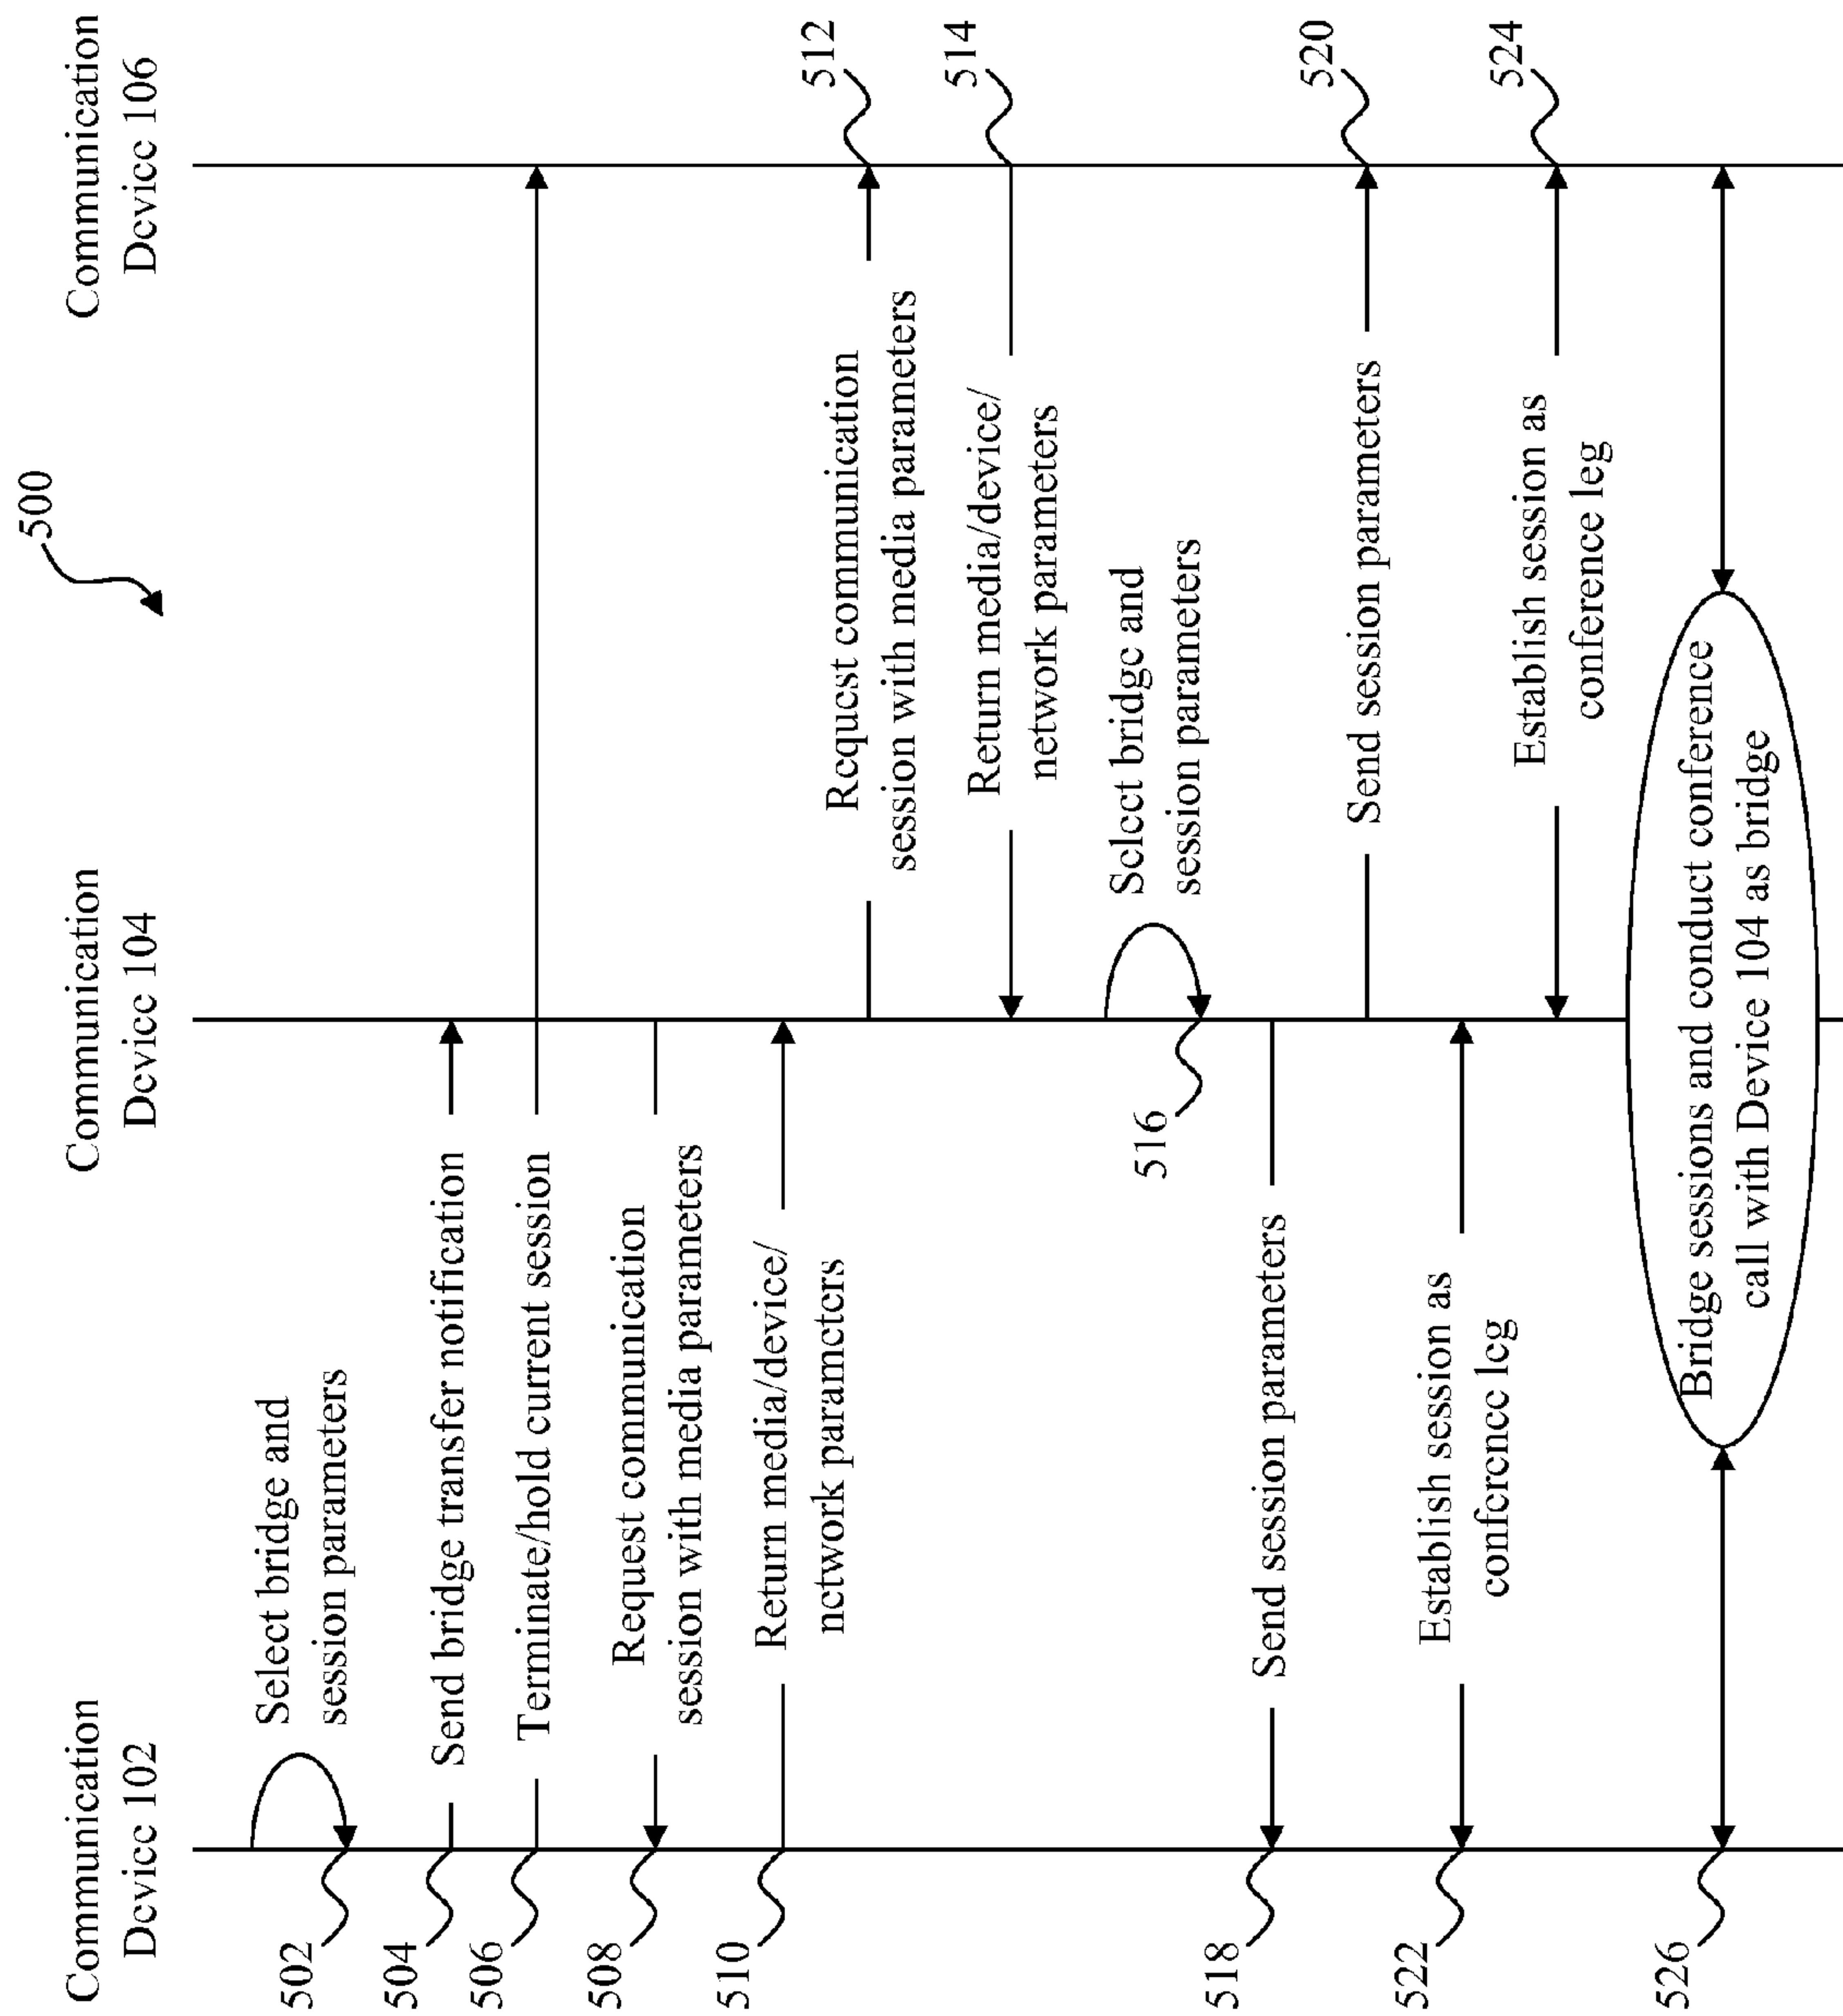 500
Communication
Device 102
Communication
Device 104
Communication
Device 106
Select bridge and
session parameters
502
Send bridge transfer notification
504
Terminate/hold current session
506
Request communication
session with media parameters
508
Return media/device/
network parameters
510
Request communication
session with media parameters
512
Return media/device/
network parameters
514
Select bridge and
session parameters
516
Send session parameters
518
Send session parameters
520
Establish session as
conference leg
522
Establish session as
conference leg
524
Bridge sessions and conduct conference
call with Device 104 as bridge
526